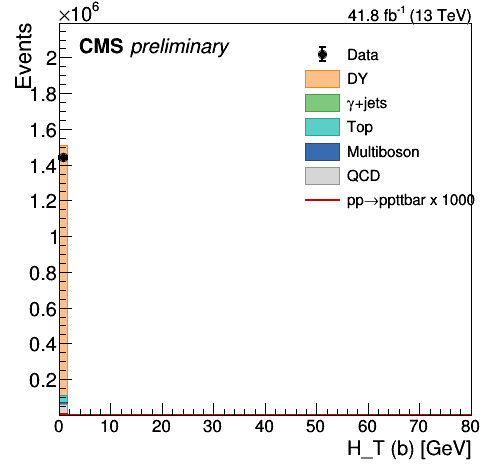 ×10⁶
41.8 fb⁻¹ (13 TeV)
Events
CMS preliminary
Data
DY
γ+jets
Top
Multiboson
QCD
pp→ppttbar x 1000
2
1.8
1.6
1.4
1.2
1
0.8
0.6
0.4
0.2
0 10 20 30 40 50 60 70 80
H_T (b) [GeV]